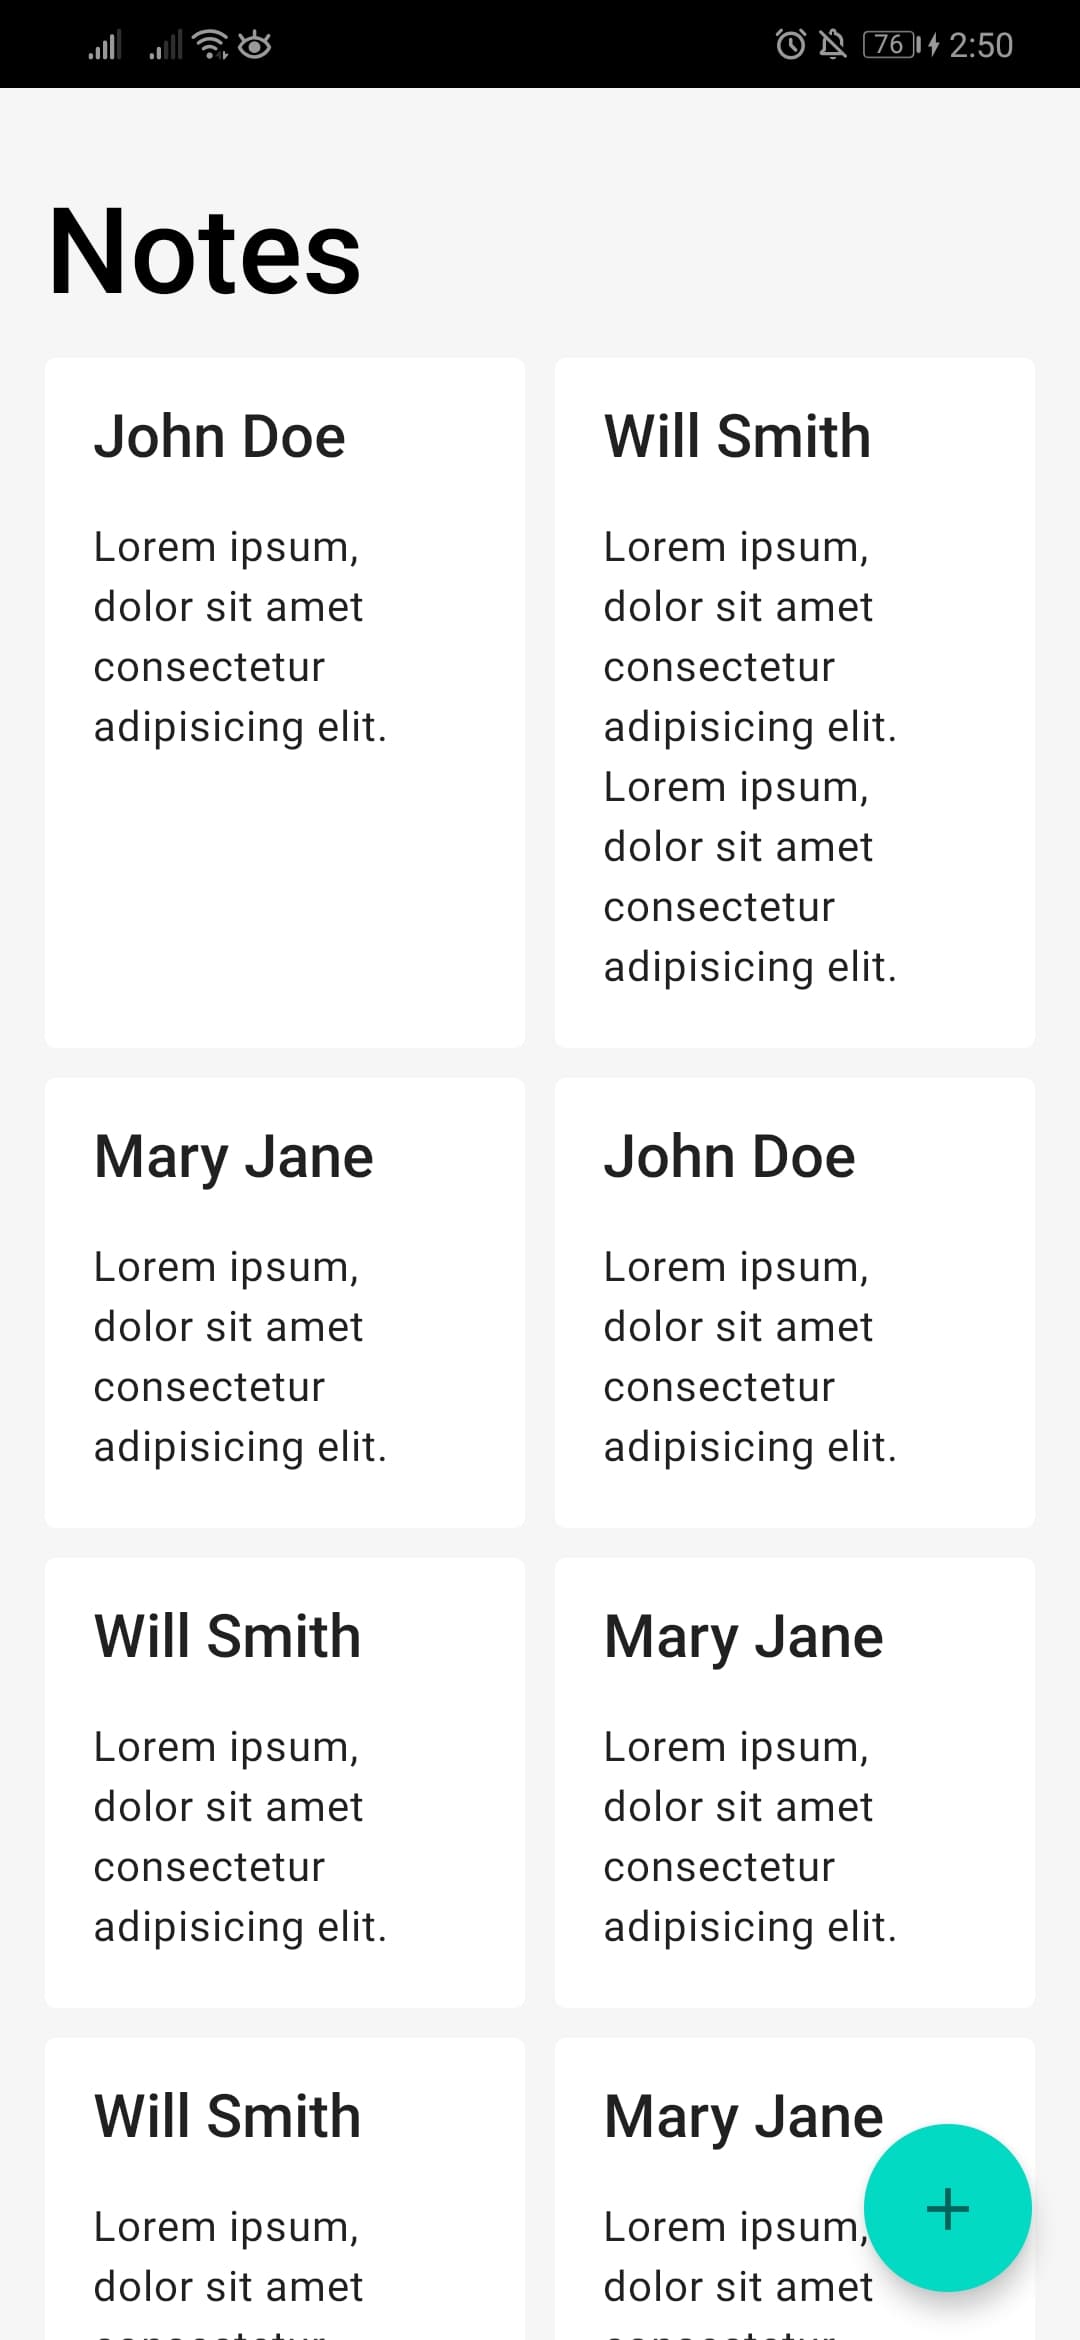 76 2:50
Notes
John Doe
Lorem ipsum,
dolor sit amet
consectetur
adipisicing elit.
Will Smith
Lorem ipsum,
dolor sit amet
consectetur
adipisicing elit.
Lorem ipsum,
dolor sit amet
consectetur
adipisicing elit.
Mary Jane
Lorem ipsum,
dolor sit amet
consectetur
adipisicing elit.
John Doe
Lorem ipsum,
dolor sit amet
consectetur
adipisicing elit.
Will Smith
Lorem ipsum,
dolor sit amet
consectetur
adipisicing elit.
Mary Jane
Lorem ipsum,
dolor sit amet
consectetur
adipisicing elit.
Will Smith
Lorem ipsum,
dolor sit amet
Mary Jane
Lorem ipsum,
dolor sit amet